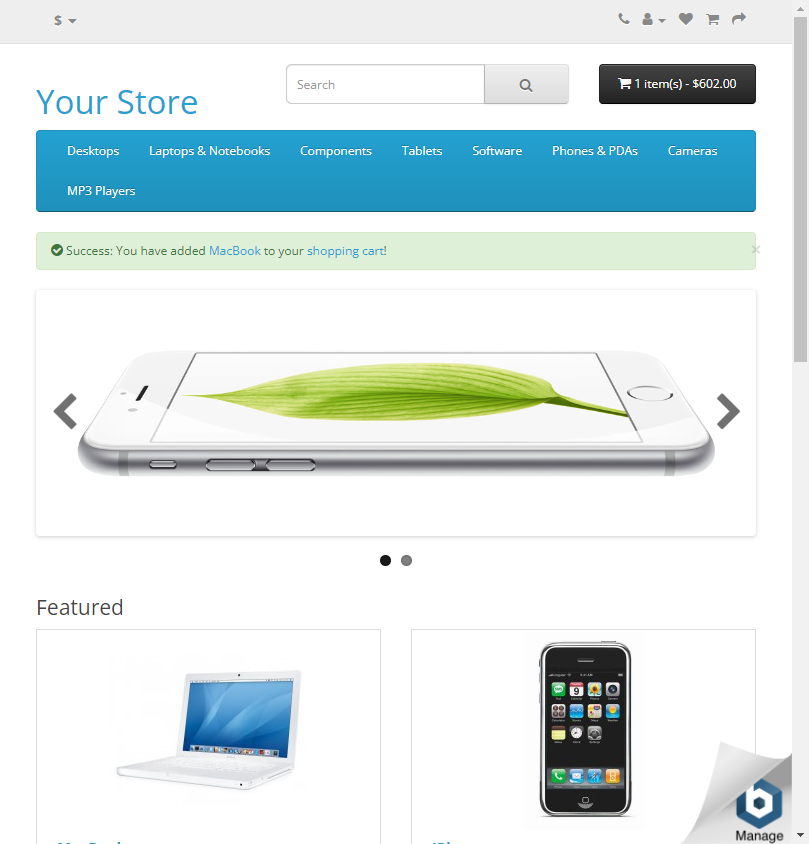 $
Your Store
Search
1 item(s) - $602.00
Desktops
Laptops & Notebooks
Components
Tablets
Software
Phones & PDAs
Cameras
MP3 Players
Success: You have added MacBook to your shopping cart!
×
Featured
Manage